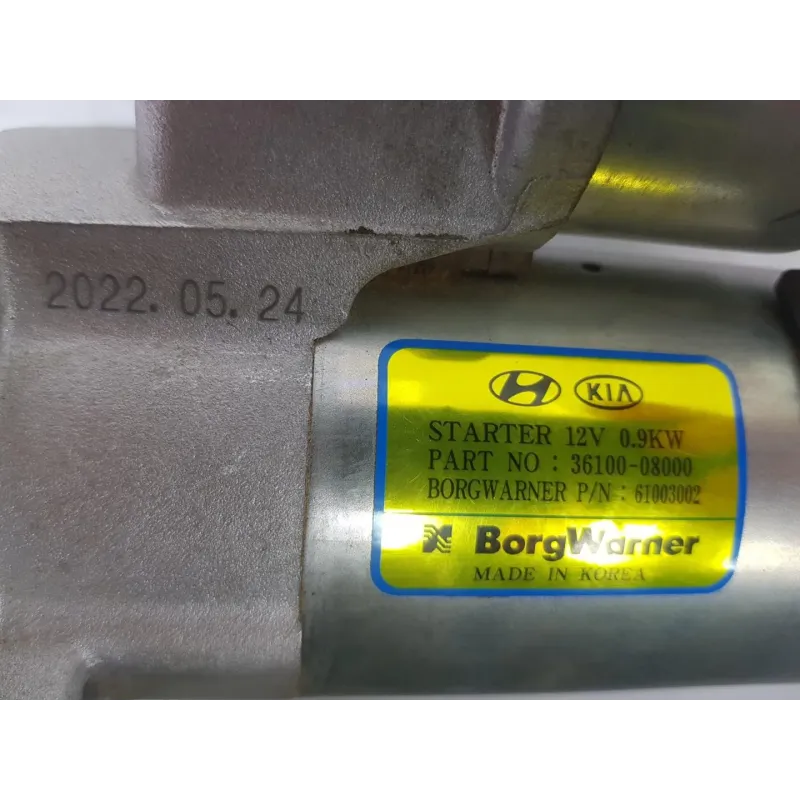 2022. 05. 24
KIA
STARTER 12V 0.9KW
PART NO : 36100-08000
BORGWARNER P/N : 61003002
BorgWarner
MADE IN KOREA